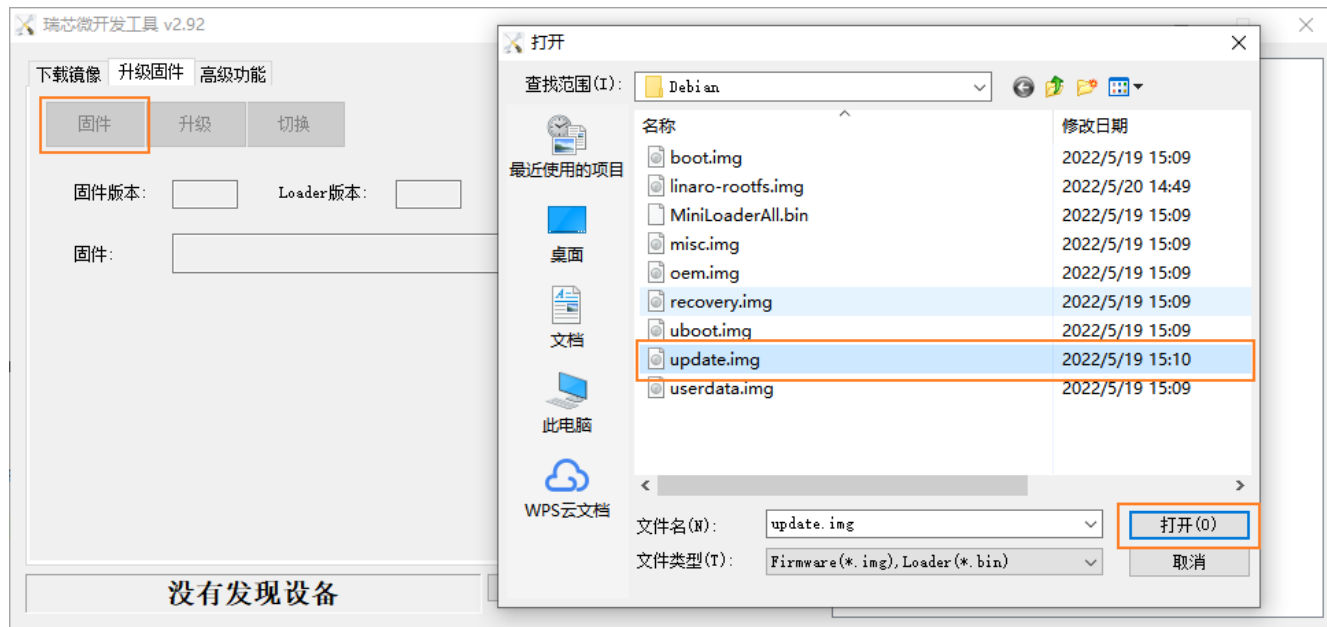 瑞芯微开发工具 v2.92
下载镜像 升级固件 高级功能
固件 升级 切换
固件版本: Loader版本:
固件:
没有发现设备
打开
查找范围(I): Debian
最近使用的项目
桌面
文档
此电脑
WPS云文档
名称 修改日期
boot.img 2022/5/19 15:09
linaro-rootfs.img 2022/5/20 14:49
MiniLoaderAll.bin 2022/5/19 15:09
misc.img 2022/5/19 15:09
oem.img 2022/5/19 15:09
recovery.img 2022/5/19 15:09
uboot.img 2022/5/19 15:09
update.img 2022/5/19 15:10
userdata.img 2022/5/19 15:09
文件名(N): update.img 打开(O)
文件类型(T): Firmware(*.img),Loader(*.bin) 取消